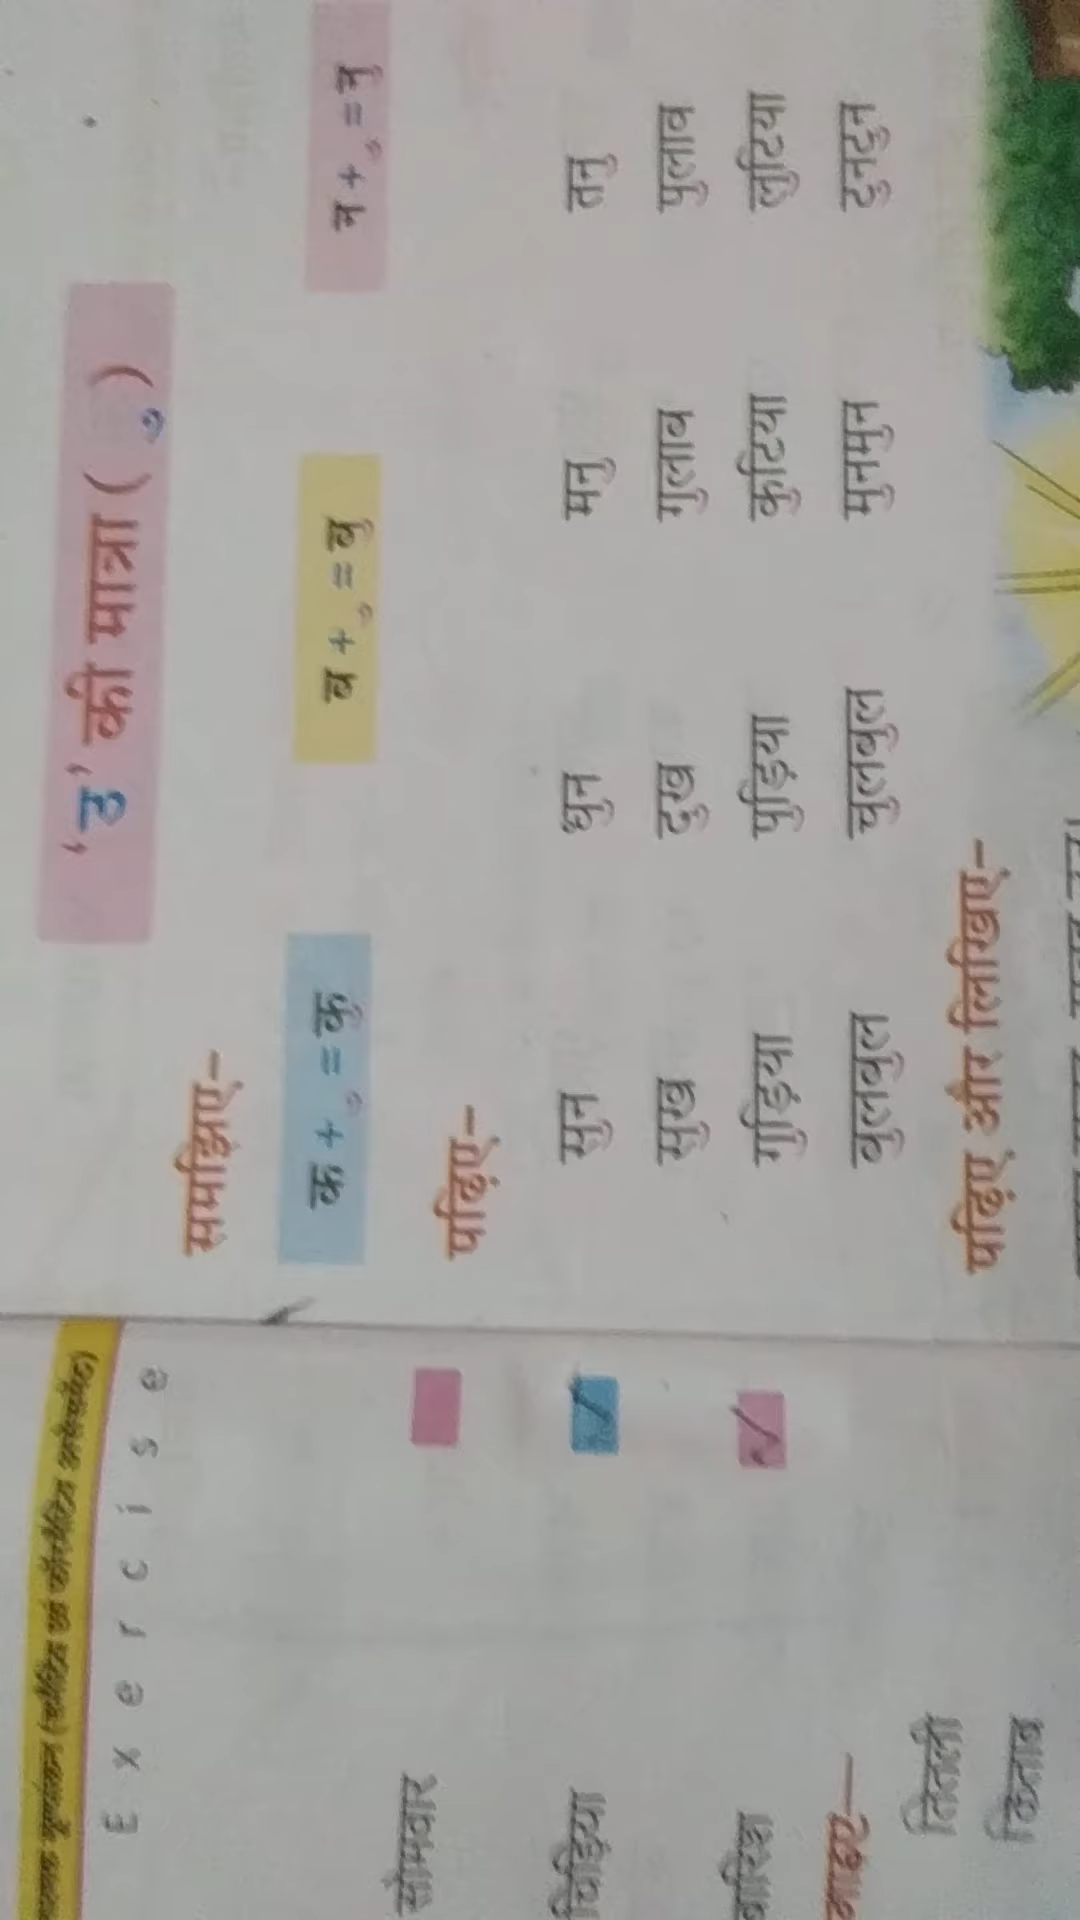 'उ' की मात्रा ( ु )
समझिए-
क + ु = कु    ब + ु = बु    न + ु = नु
पढ़िए-
सुन    धुन    मनु    तनु
सुख    दुख    गुलाब    पुलाव
गुड़िया    पुड़िया    कुटिया    लुटिया
बुलबुल    चुलबुल    मुनमुन    टुनटुन
पढ़िए और लिखिए-
E x e r c i s e
सोमवार
चिड़िया
बारिश
तितली
किताब